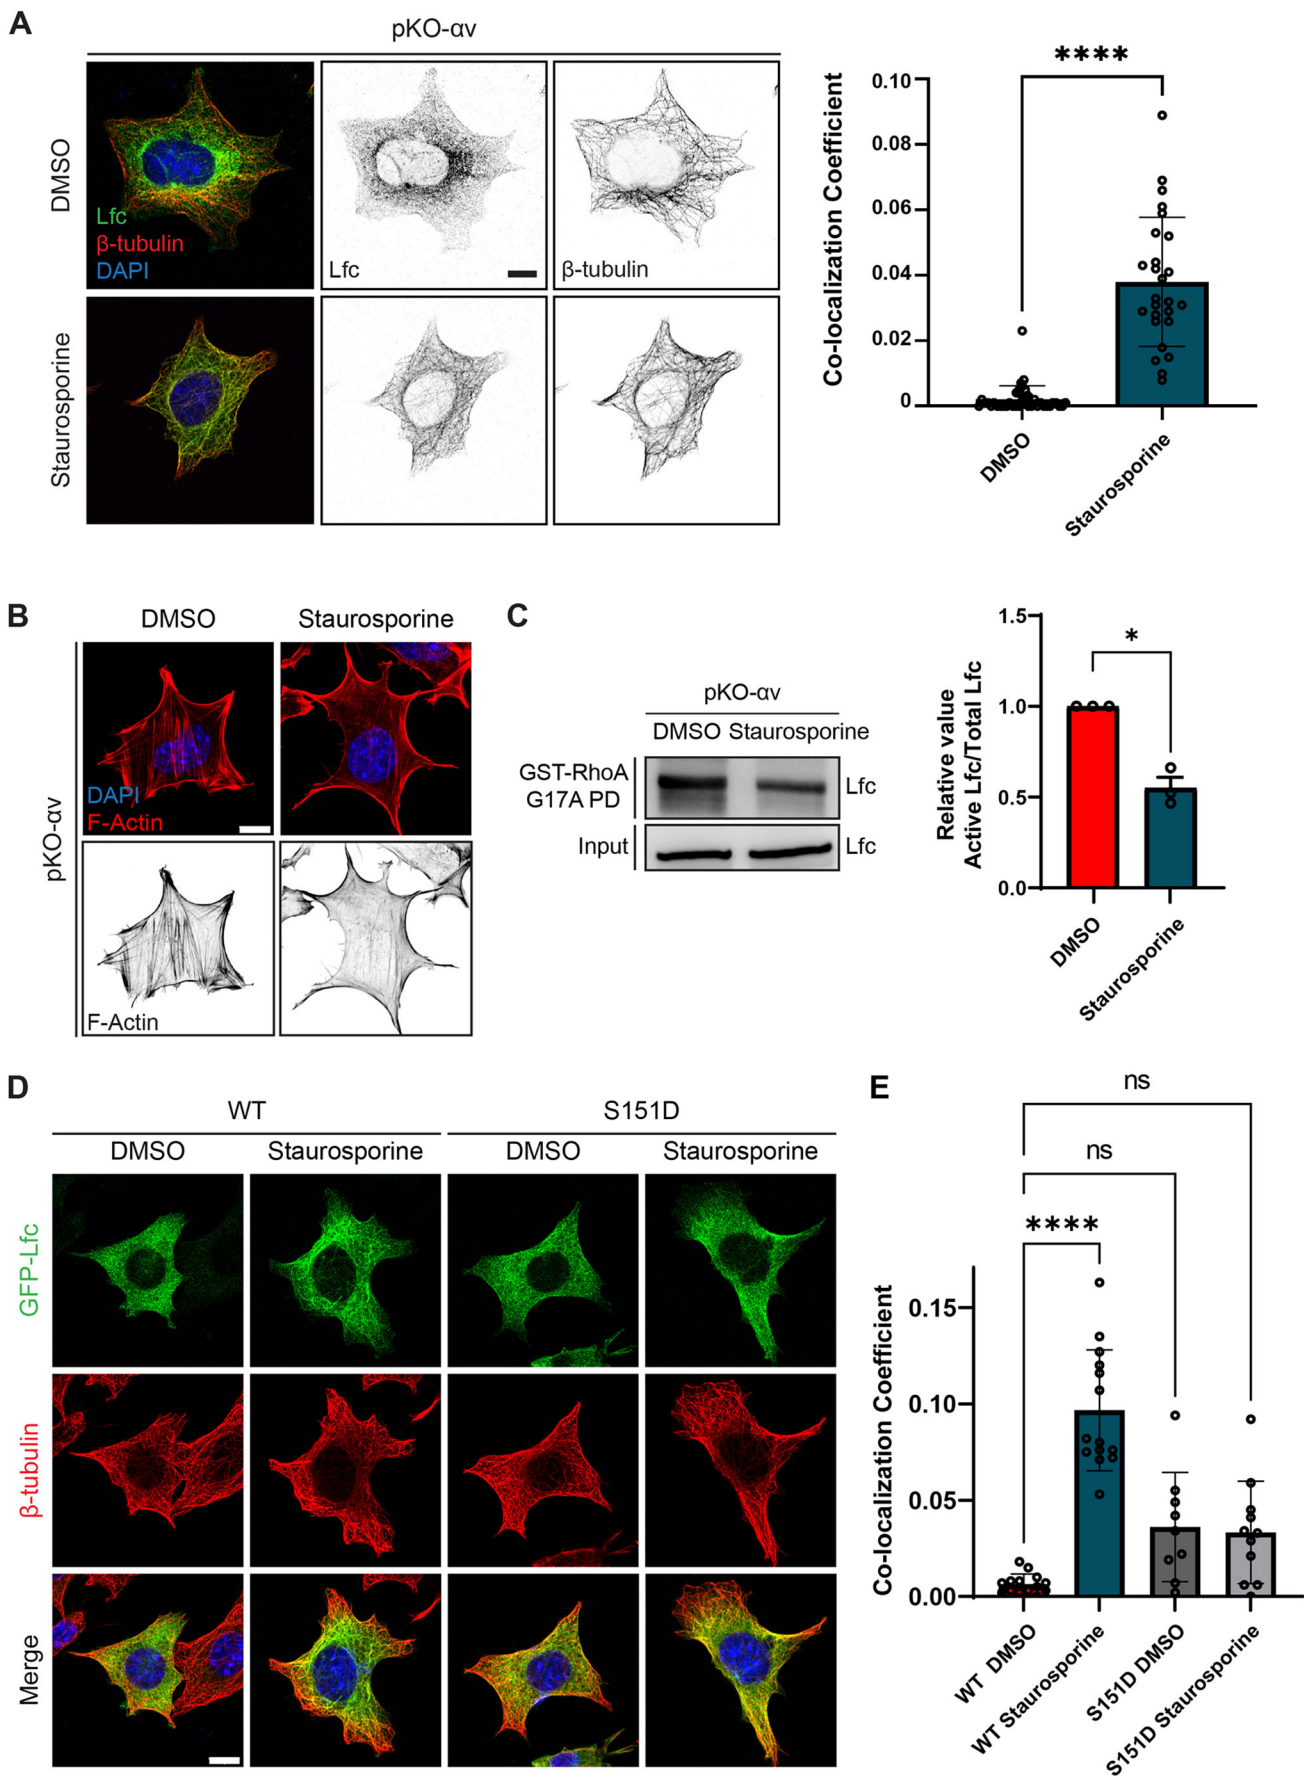 A
pKO-αv
DMSO
Lfc
β-tubulin
DAPI
Lfc
β-tubulin
Staurosporine
Co-localization Coefficient
****
0.10
0.08
0.06
0.04
0.02
0
DMSO
Staurosporine
B
DMSO
Staurosporine
pKO-αv
DAPI
F-Actin
F-Actin
C
pKO-αv
DMSO Staurosporine
GST-RhoA
G17A PD
Lfc
Input
Lfc
Relative value
Active Lfc/Total Lfc
*
1.5
1.0
0.5
0.0
DMSO
Staurosporine
D
WT
S151D
DMSO
Staurosporine
DMSO
Staurosporine
GFP-Lfc
β-tubulin
Merge
E
ns
ns
****
Co-localization Coefficient
0.15
0.10
0.05
0.00
WT DMSO
WT Staurosporine
S151D DMSO
S151D Staurosporine